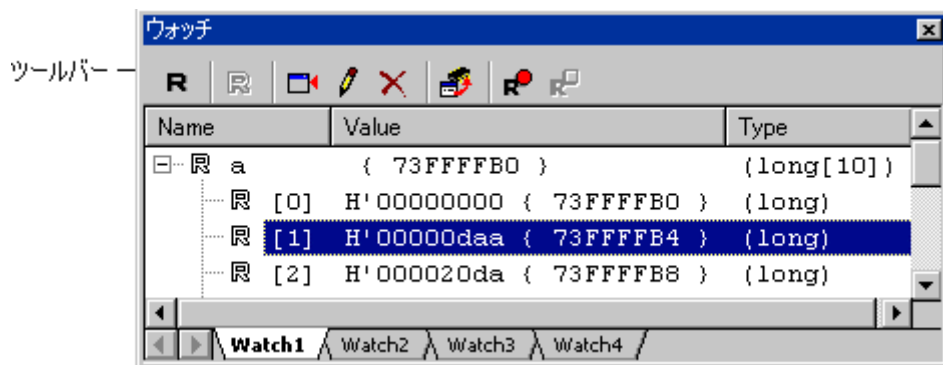 ウォッチ
ツールバー
R R R R
Name Value Type
R a { 73FFFFB0 } (long[10])
R [0] H'00000000 { 73FFFFB0 } (long)
R [1] H'00000daa { 73FFFFB4 } (long)
R [2] H'000020da { 73FFFFB8 } (long)
Watch1 Watch2 Watch3 Watch4